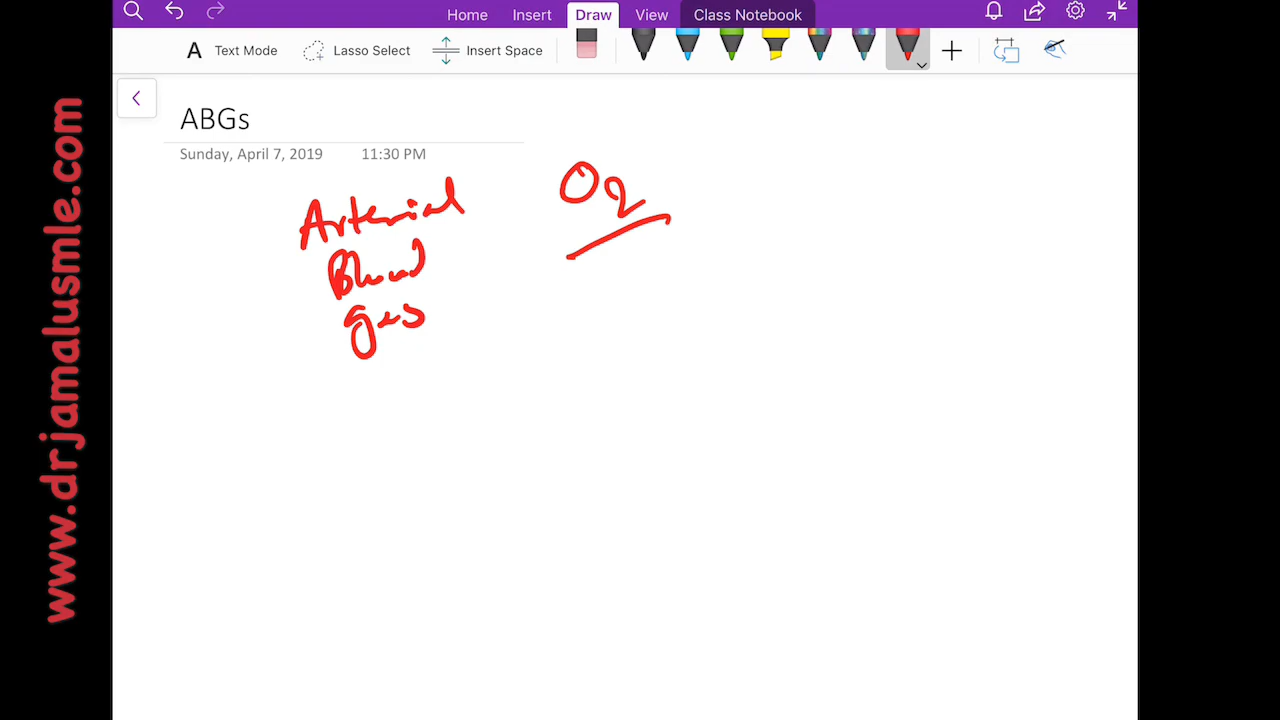 Home Insert Draw View Class Notebook
A Text Mode Lasso Select Insert Space
ABGs
Sunday, April 7, 2019 11:30 PM
Arterial
Blood
gas
O2
www.drjamalusmle.com